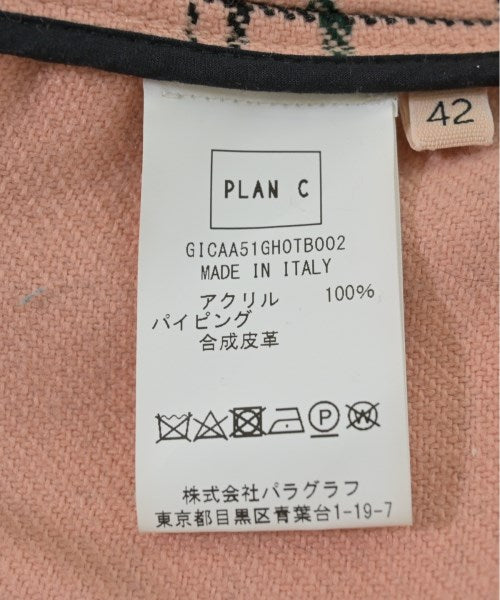 42
PLAN C
GICAA51GH0TB002
MADE IN ITALY
アクリル 100%
パイピング
合成皮革
P W
株式会社パラグラフ
東京都目黒区青葉台1-19-7